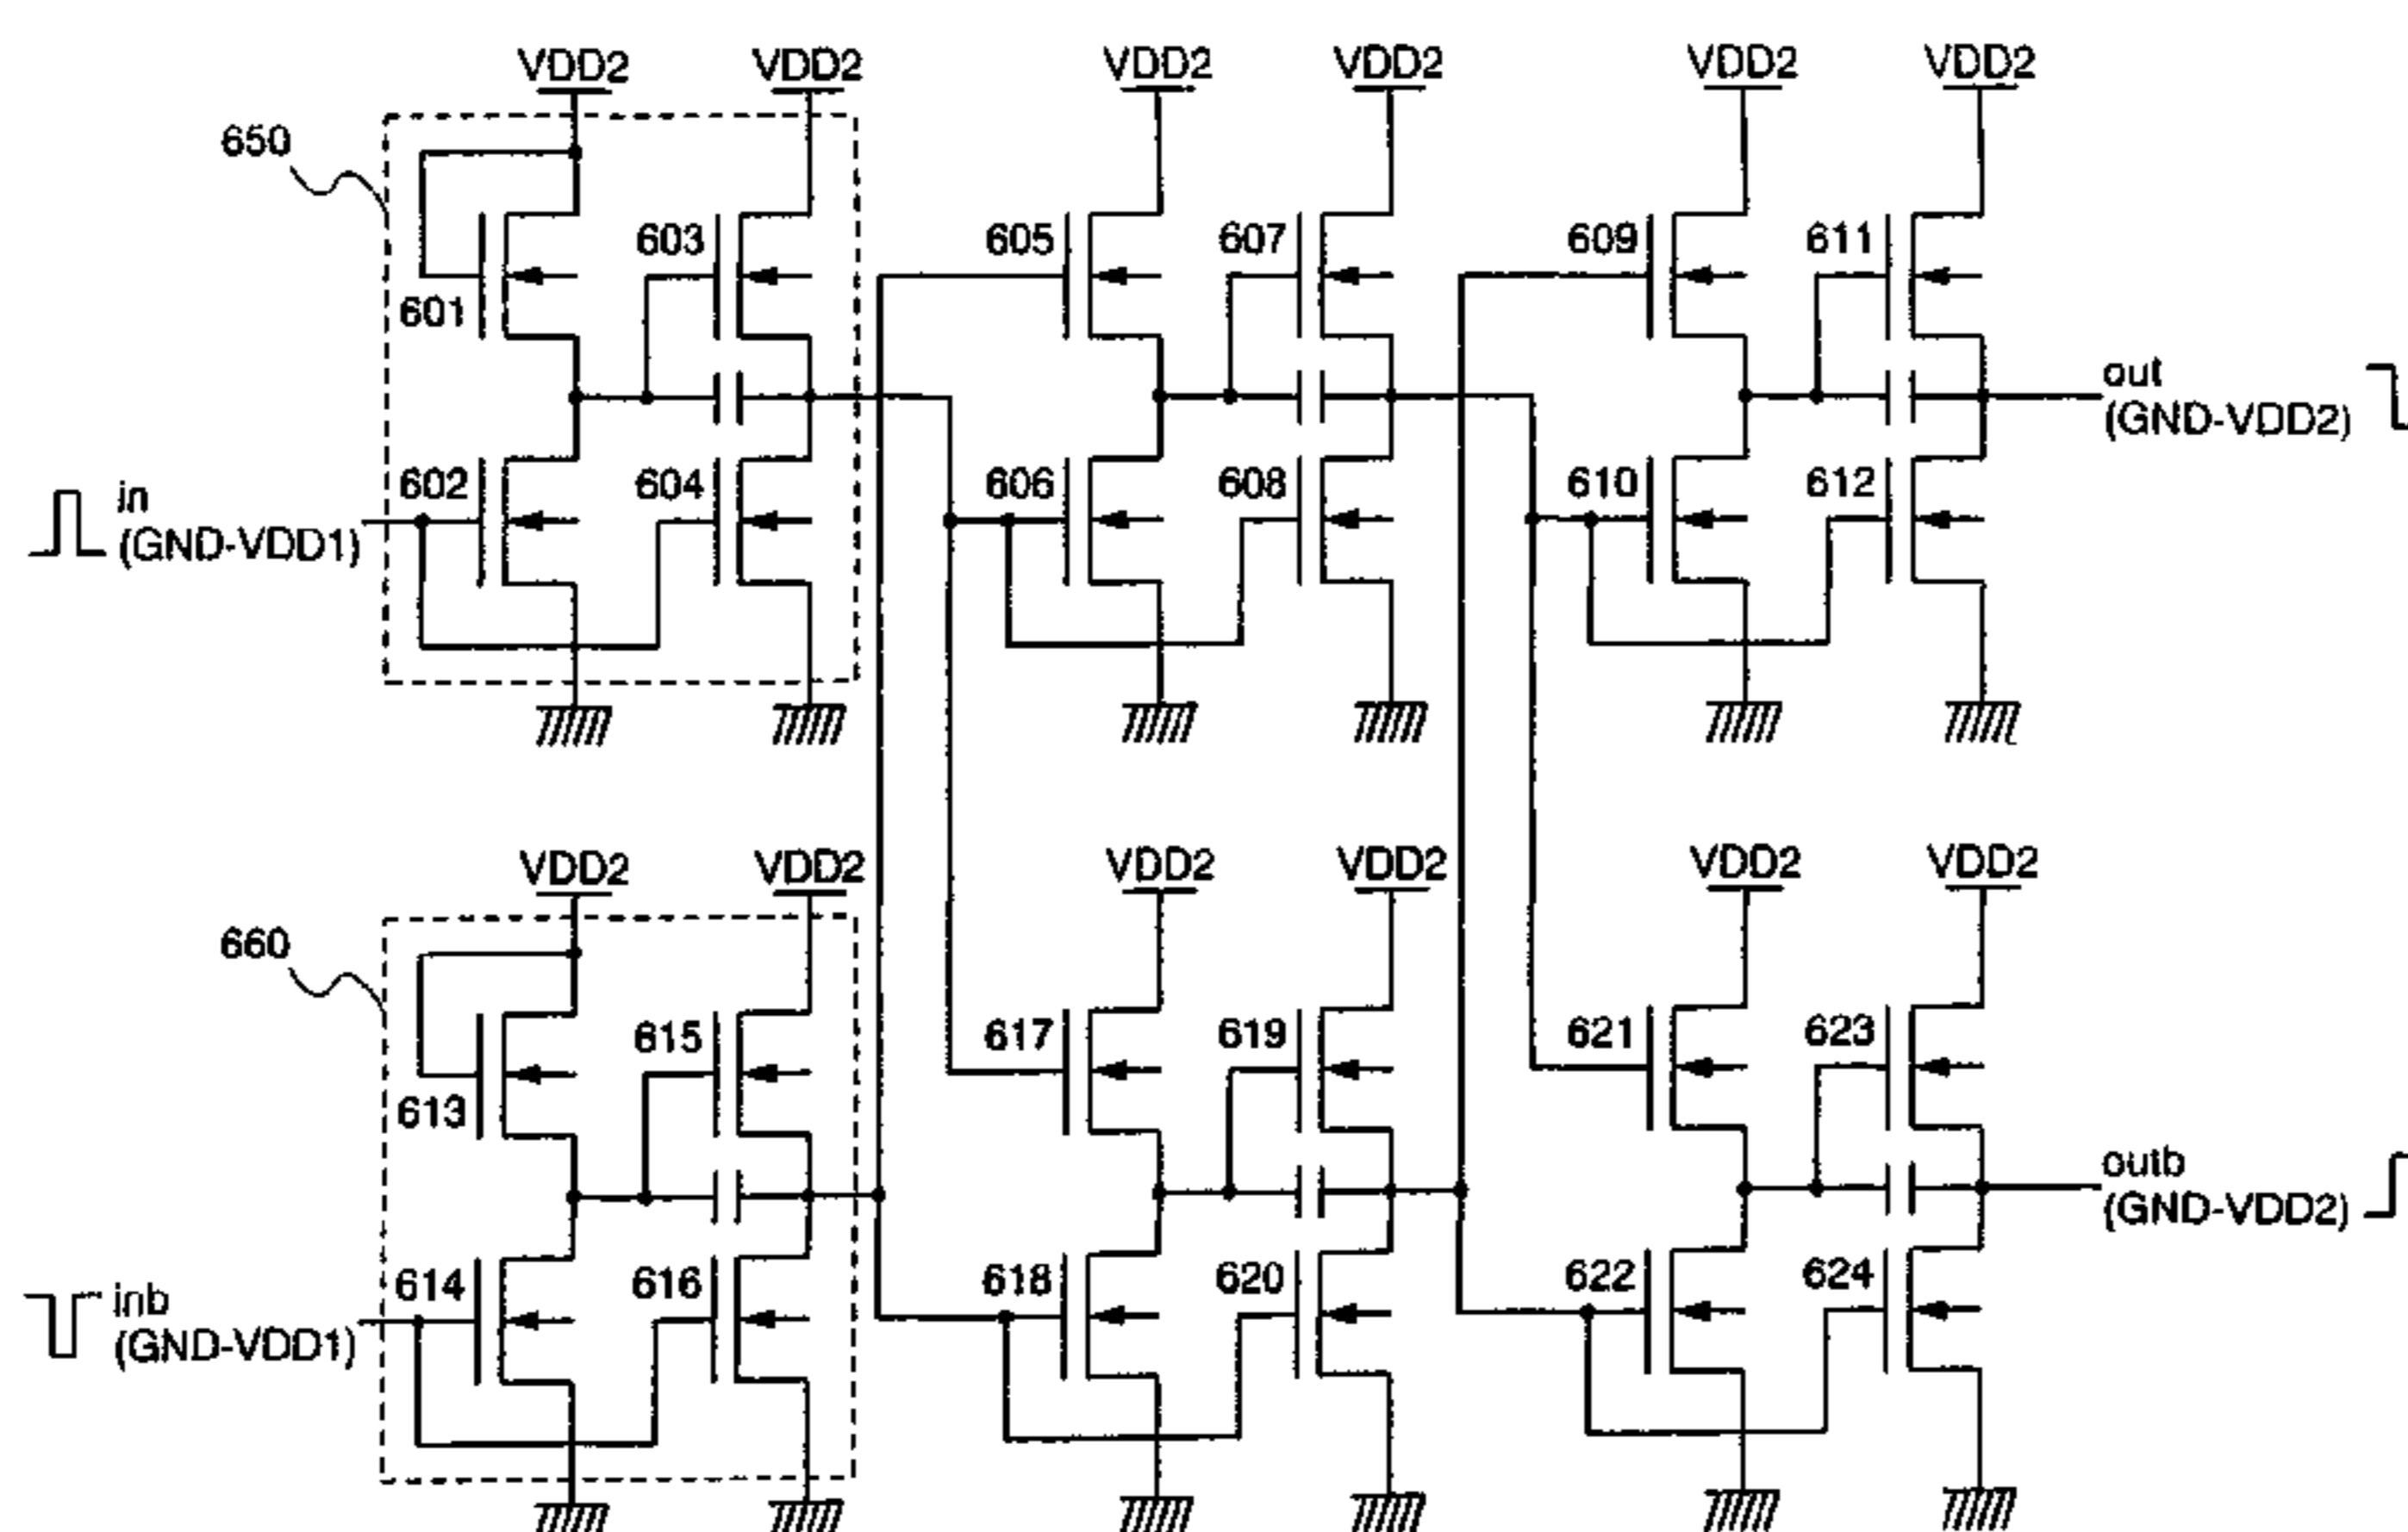 VDD2 VDD2 VDD2 VDD2 VDD2 VDD2
650
603 605 607 609 611
601
out
(GND-VDD2)
602 604 606 608 610 612
in
(GND-VDD1)
VDD2 VDD2 VDD2 VDD2 VDD2 VDD2
660
615 617 619 621 623
613
outb
(GND-VDD2)
614 616 618 620 622 624
inb
(GND-VDD1)